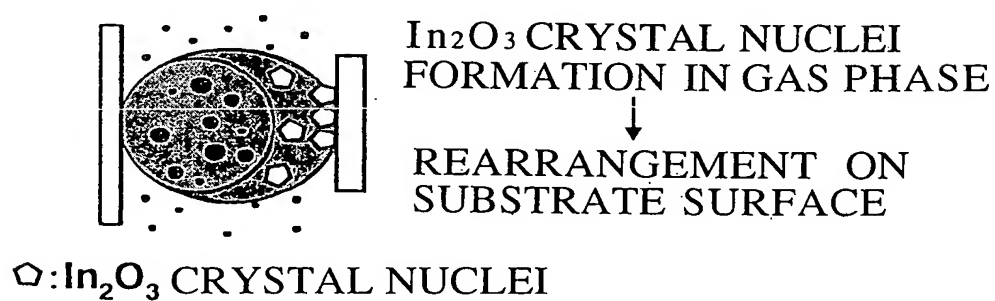 In2O3 CRYSTAL NUCLEI
FORMATION IN GAS PHASE
↓
REARRANGEMENT ON
SUBSTRATE SURFACE
⬠:In₂O₃ CRYSTAL NUCLEI